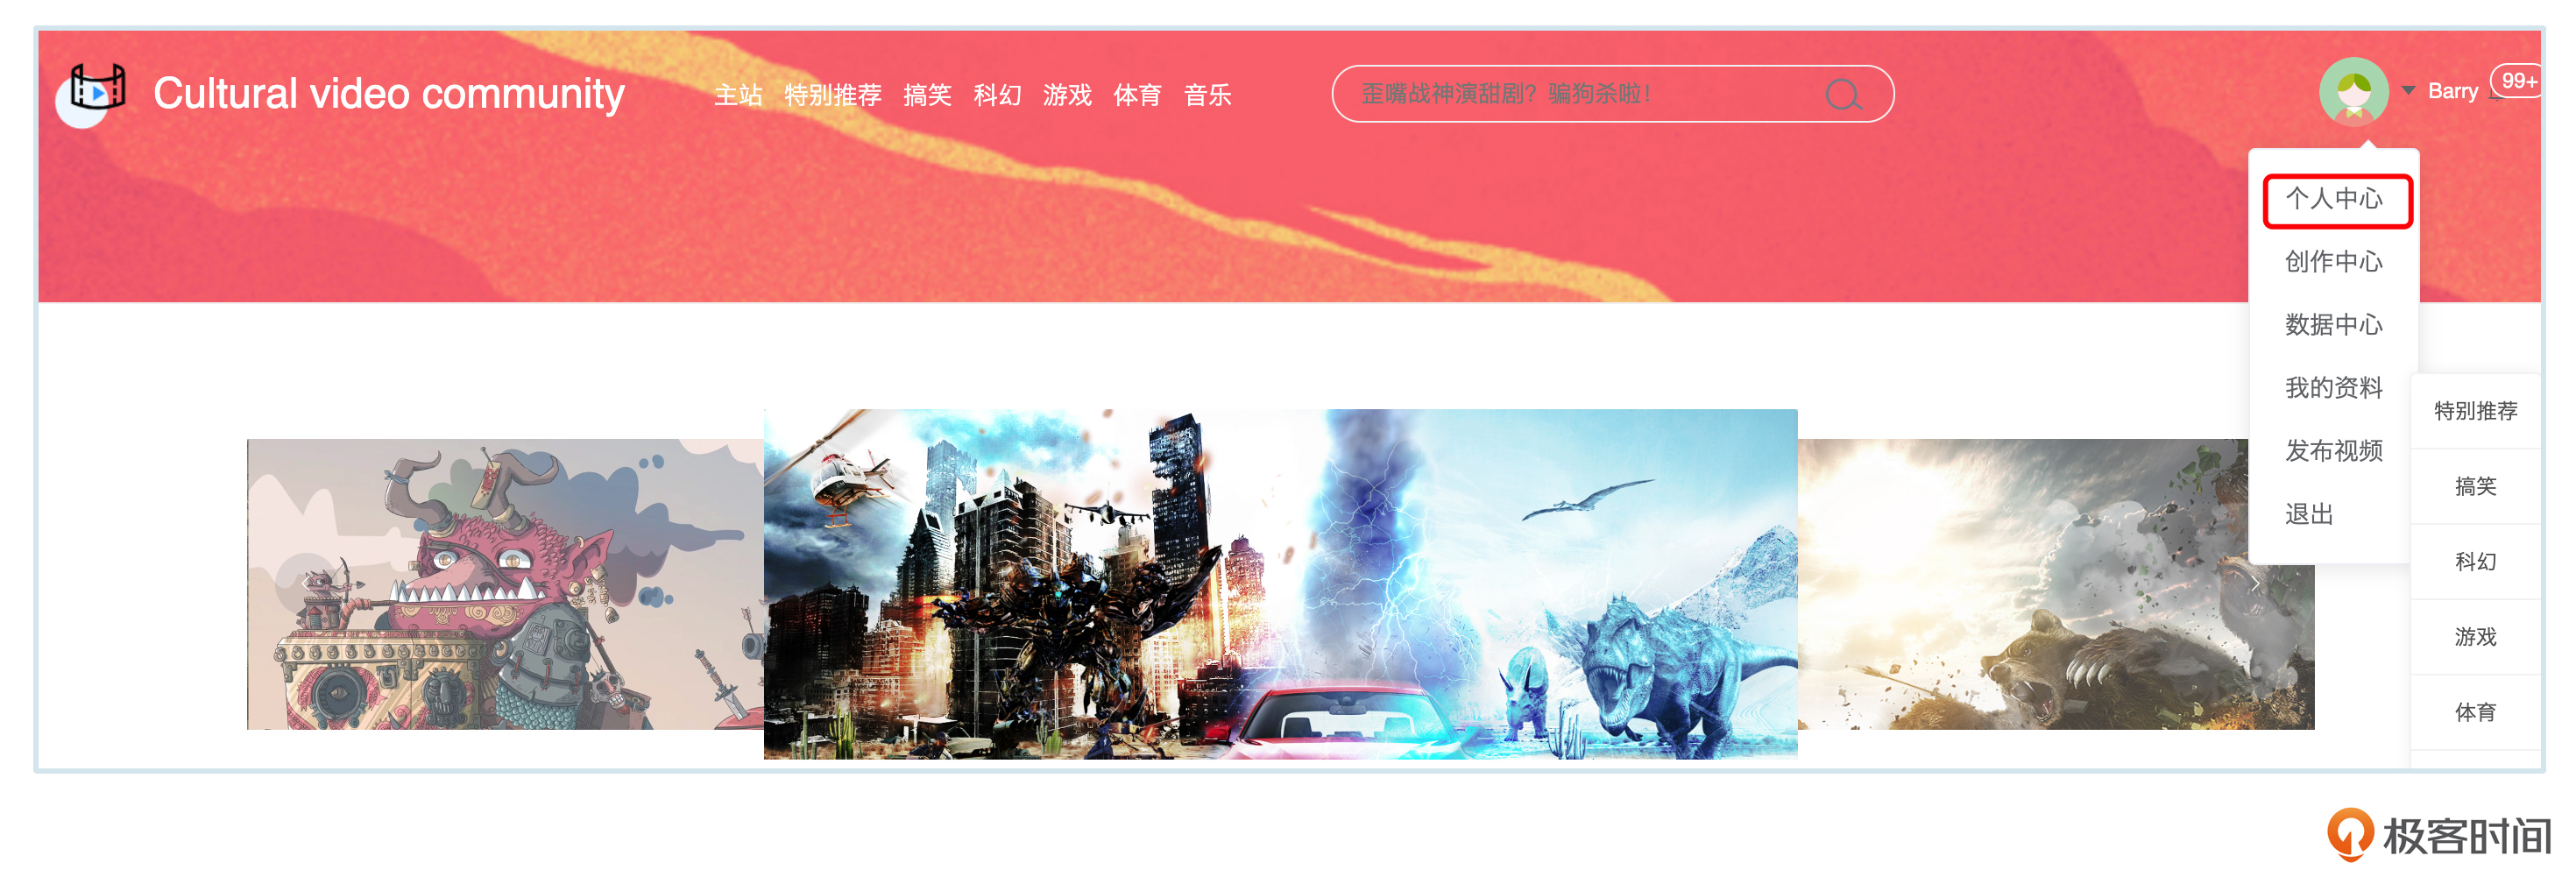 Cultural video community
主站 特别推荐 搞笑 科幻 游戏 体育 音乐
歪嘴战神演甜剧？骗狗杀啦！
Barry
99+
个人中心
创作中心
数据中心
我的资料
发布视频
退出
特别推荐
搞笑
科幻
游戏
体育
极客时间